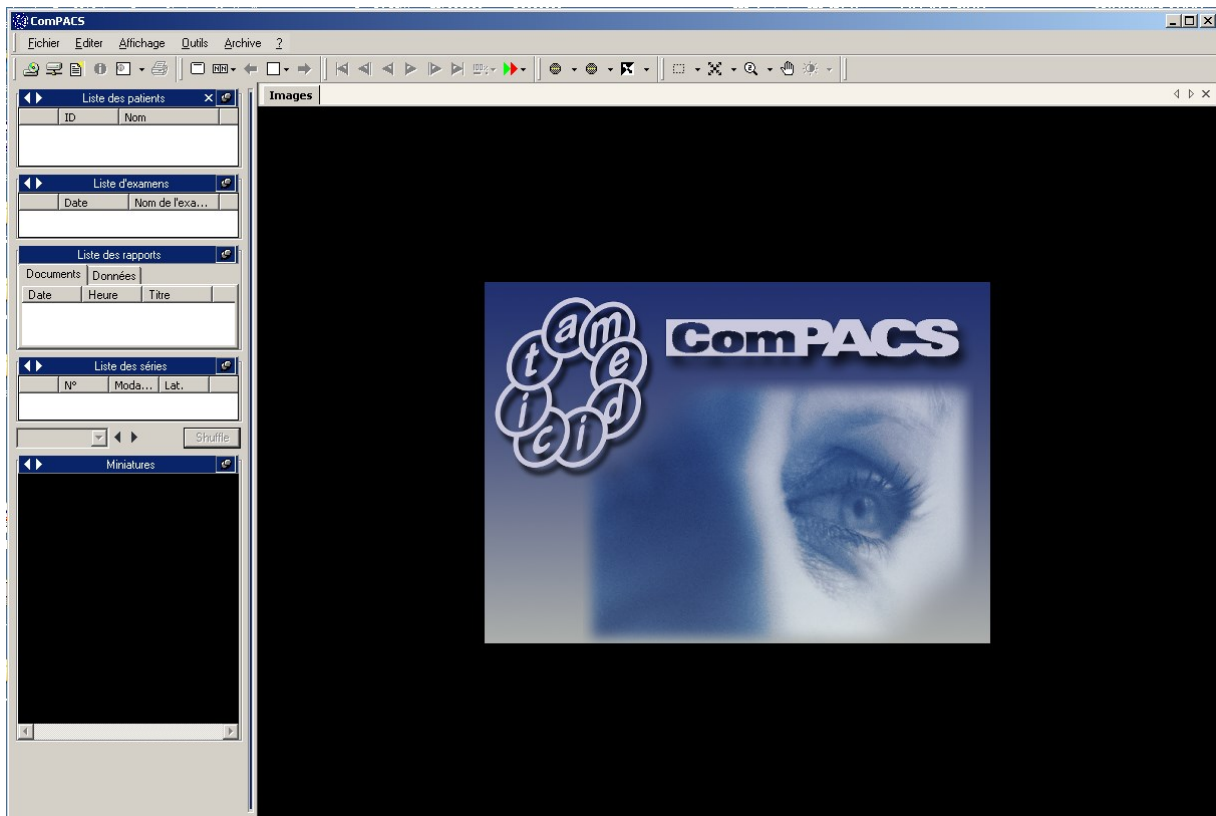 ComPACS
Fichier Editer Affichage Outils Archive ?
Images
Liste des patients
ID Nom
Liste d'examens
Date Nom de l'exa...
Liste des rapports
Documents Données
Date Heure Titre
Liste des séries
N° Moda... Lat.
Shuffle
Miniatures
medicimat
ComPACS